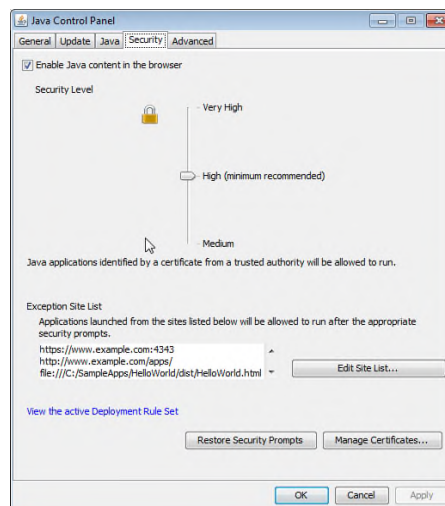 Java Control Panel
General Update Java Security Advanced
Enable Java content in the browser
Security Level
Very High
High (minimum recommended)
Medium
Java applications identified by a certificate from a trusted authority will be allowed to run.
Exception Site List
Applications launched from the sites listed below will be allowed to run after the appropriate
security prompts.
https://www.example.com:4343
http://www.example.com/apps/
file:///C:/SampleApps/HelloWorld/dist/HelloWorld.html
Edit Site List...
View the active Deployment Rule Set
Restore Security Prompts Manage Certificates...
OK Cancel Apply